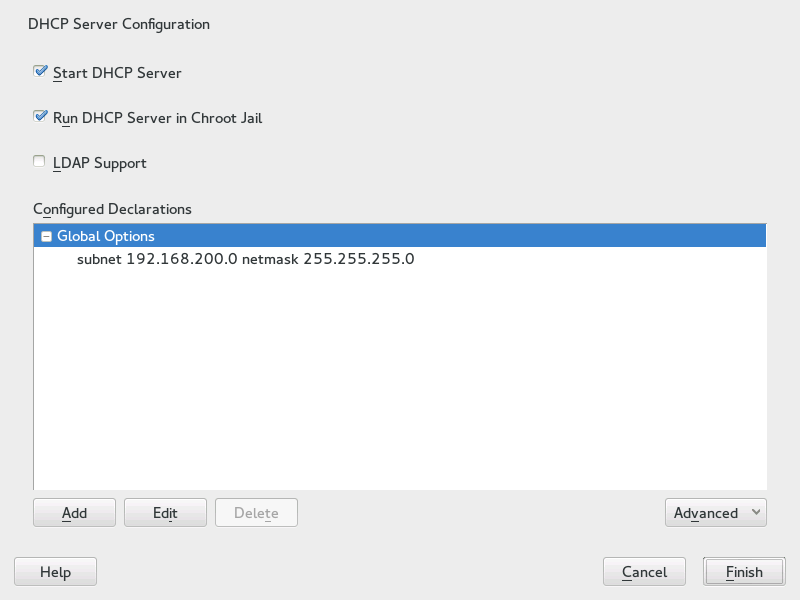 DHCP Server Configuration
Start DHCP Server
Run DHCP Server in Chroot Jail
LDAP Support
Configured Declarations
Global Options
subnet 192.168.200.0 netmask 255.255.255.0
Add Edit Delete Advanced
Help Cancel Finish